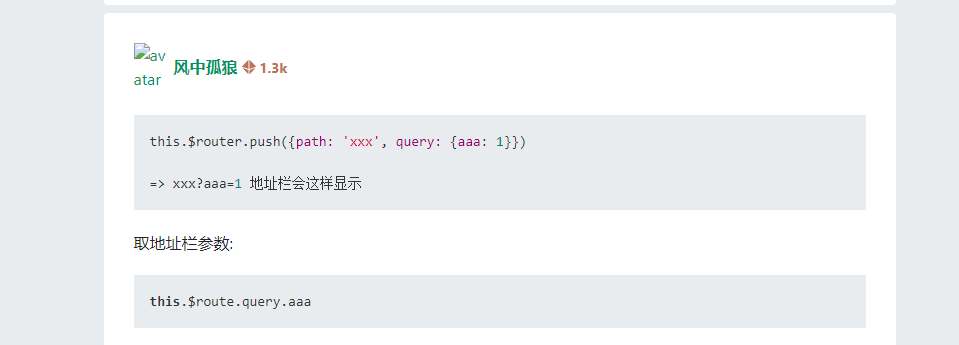 av
atar
风中孤狼 1.3k
this.$router.push({path: 'xxx', query: {aaa: 1}})
=> xxx?aaa=1 地址栏会这样显示
取地址栏参数:
this.$route.query.aaa